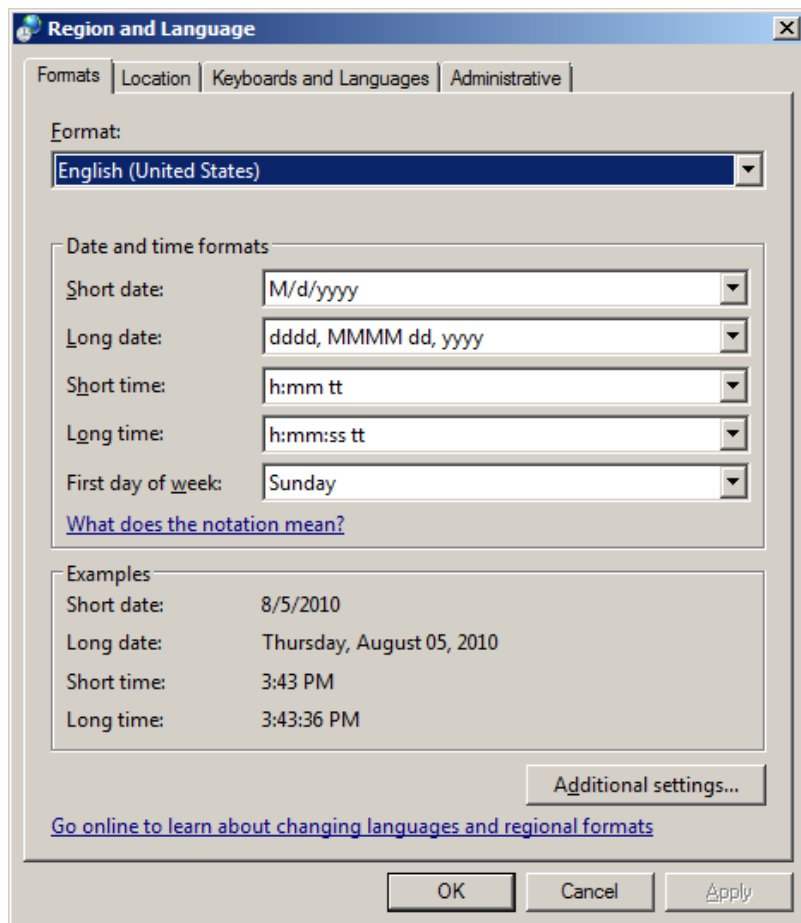 Region and Language
Formats Location Keyboards and Languages Administrative
Format:
English (United States)
Date and time formats
Short date: M/d/yyyy
Long date: dddd, MMMM dd, yyyy
Short time: h:mm tt
Long time: h:mm:ss tt
First day of week: Sunday
What does the notation mean?
Examples
Short date: 8/5/2010
Long date: Thursday, August 05, 2010
Short time: 3:43 PM
Long time: 3:43:36 PM
Additional settings...
Go online to learn about changing languages and regional formats
OK Cancel Apply